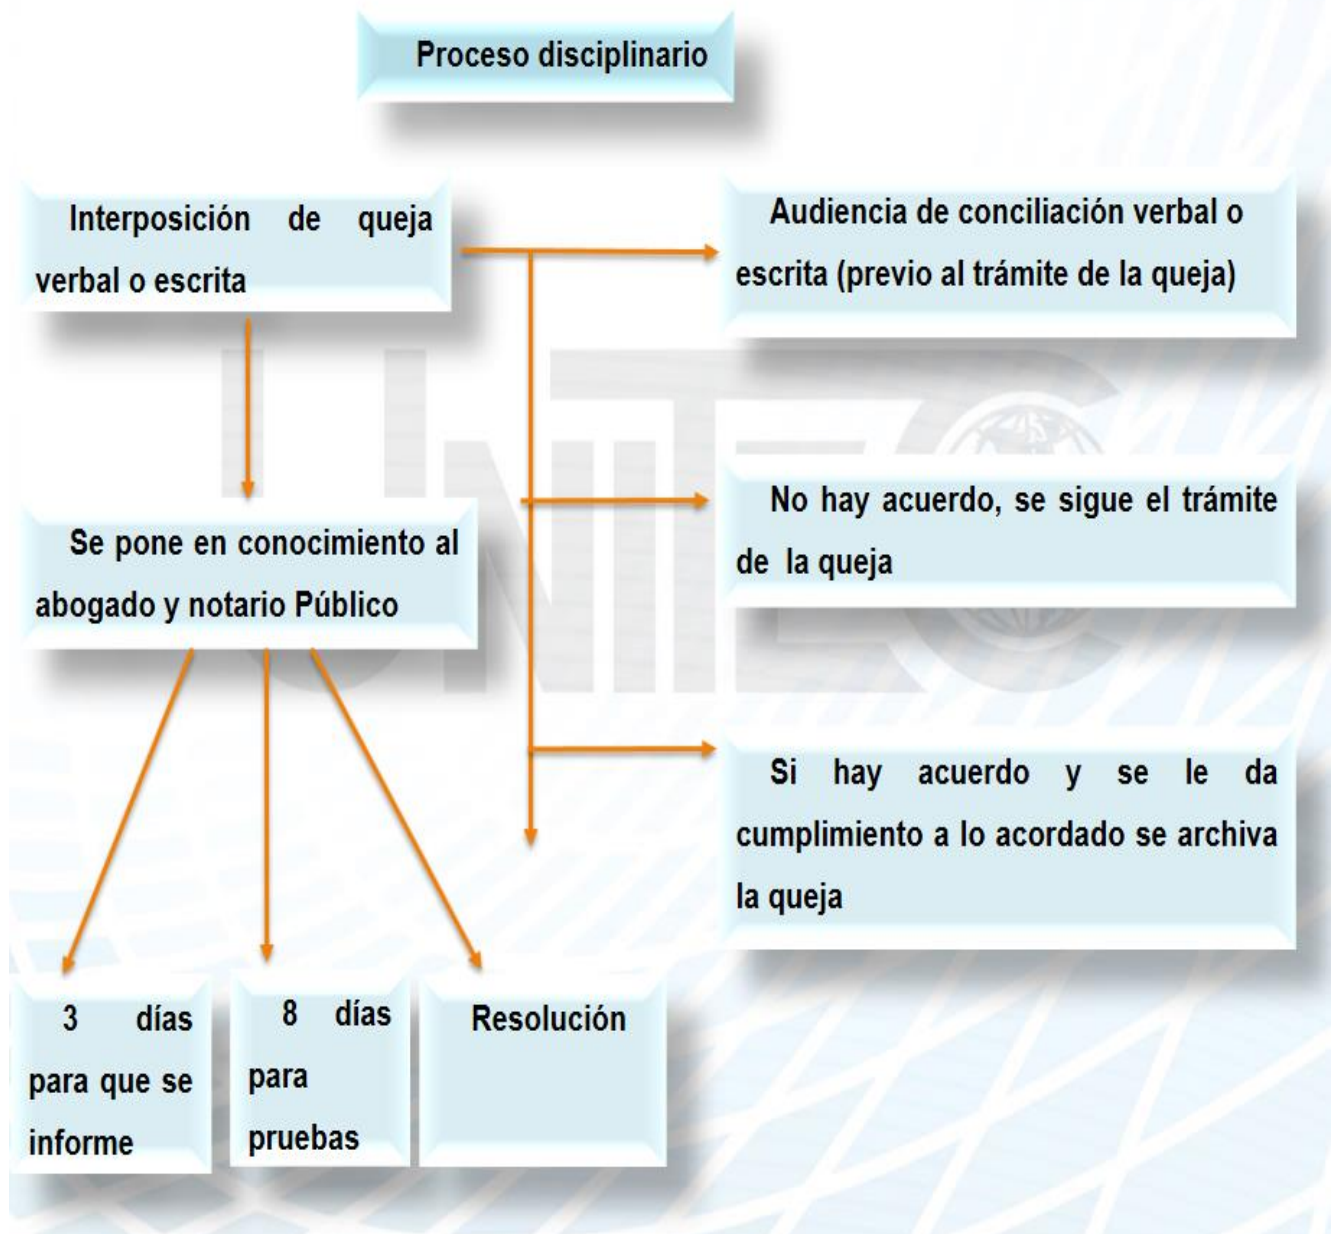 Proceso disciplinario
Interposición de queja
verbal o escrita
Audiencia de conciliación verbal o
escrita (previo al trámite de la queja)
No hay acuerdo, se sigue el trámite
de la queja
Se pone en conocimiento al
abogado y notario Público
Si hay acuerdo y se le da
cumplimiento a lo acordado se archiva
la queja
3 días
para que se
informe
8 días
para
pruebas
Resolución
UNITEC